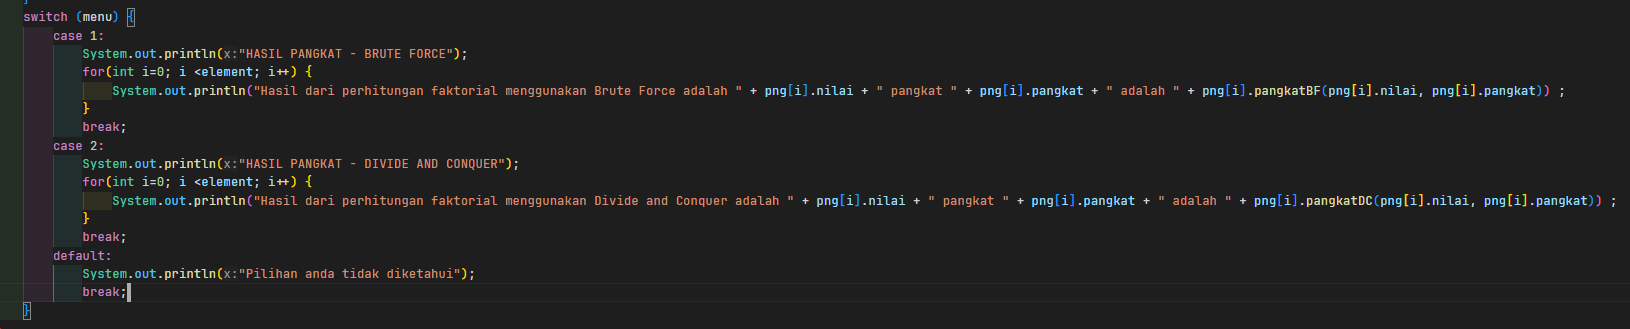 }
switch (menu) {
case 1:
System.out.println(x:"HASIL PANGKAT - BRUTE FORCE");
for(int i=0; i <element; i++) {
System.out.println("Hasil dari perhitungan faktorial menggunakan Brute Force adalah " + png[i].nilai + " pangkat " + png[i].pangkat + " adalah " + png[i].pangkatBF(png[i].nilai, png[i].pangkat)) ;
}
break;
case 2:
System.out.println(x:"HASIL PANGKAT - DIVIDE AND CONQUER");
for(int i=0; i <element; i++) {
System.out.println("Hasil dari perhitungan faktorial menggunakan Divide and Conquer adalah " + png[i].nilai + " pangkat " + png[i].pangkat + " adalah " + png[i].pangkatDC(png[i].nilai, png[i].pangkat)) ;
}
break;
default:
System.out.println(x:"Pilihan anda tidak diketahui");
break;
}